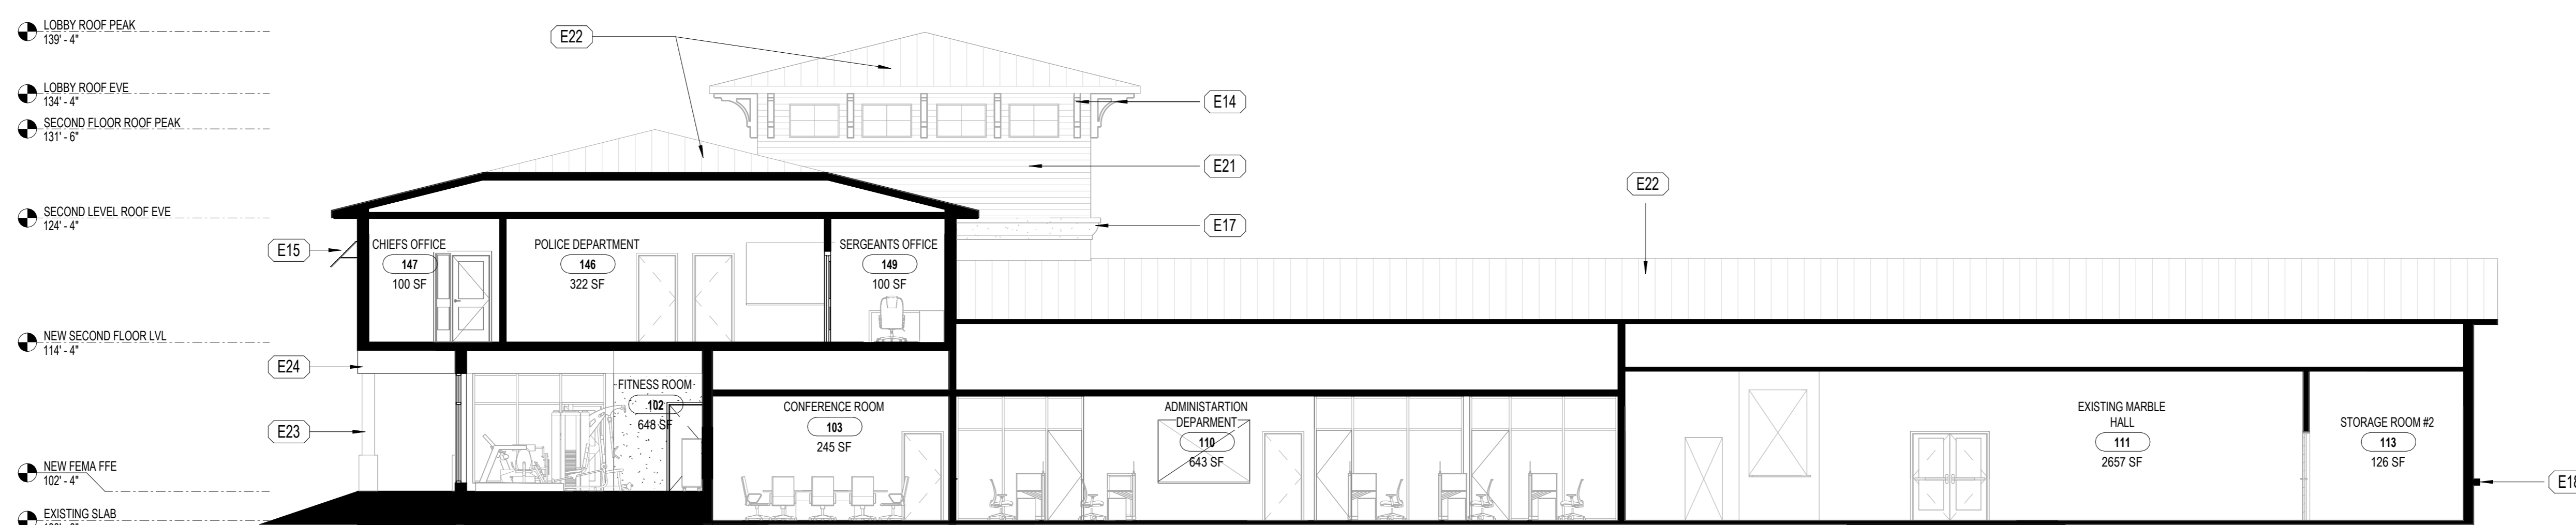 LOBBY ROOF PEAK
139' - 4"
LOBBY ROOF EVE
134' - 4"
SECOND FLOOR ROOF PEAK
131' - 6"
SECOND LEVEL ROOF EVE
124' - 4"
NEW SECOND FLOOR LVL
114' - 4"
NEW FEMA FFE
102' - 4"
EXISTING SLAB
E22
E14
E21
E17
E22
E15
E24
E23
E18
CHIEFS OFFICE
147
100 SF
POLICE DEPARTMENT
146
322 SF
SERGEANTS OFFICE
149
100 SF
FITNESS ROOM
102
648 SF
CONFERENCE ROOM
103
245 SF
ADMINISTARTION
DEPARMENT
110
643 SF
EXISTING MARBLE
HALL
111
2657 SF
STORAGE ROOM #2
113
126 SF